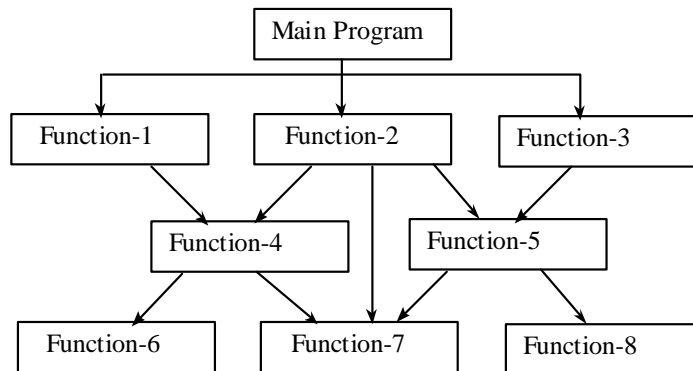 Main Program
Function-1
Function-2
Function-3
Function-4
Function-5
Function-6
Function-7
Function-8